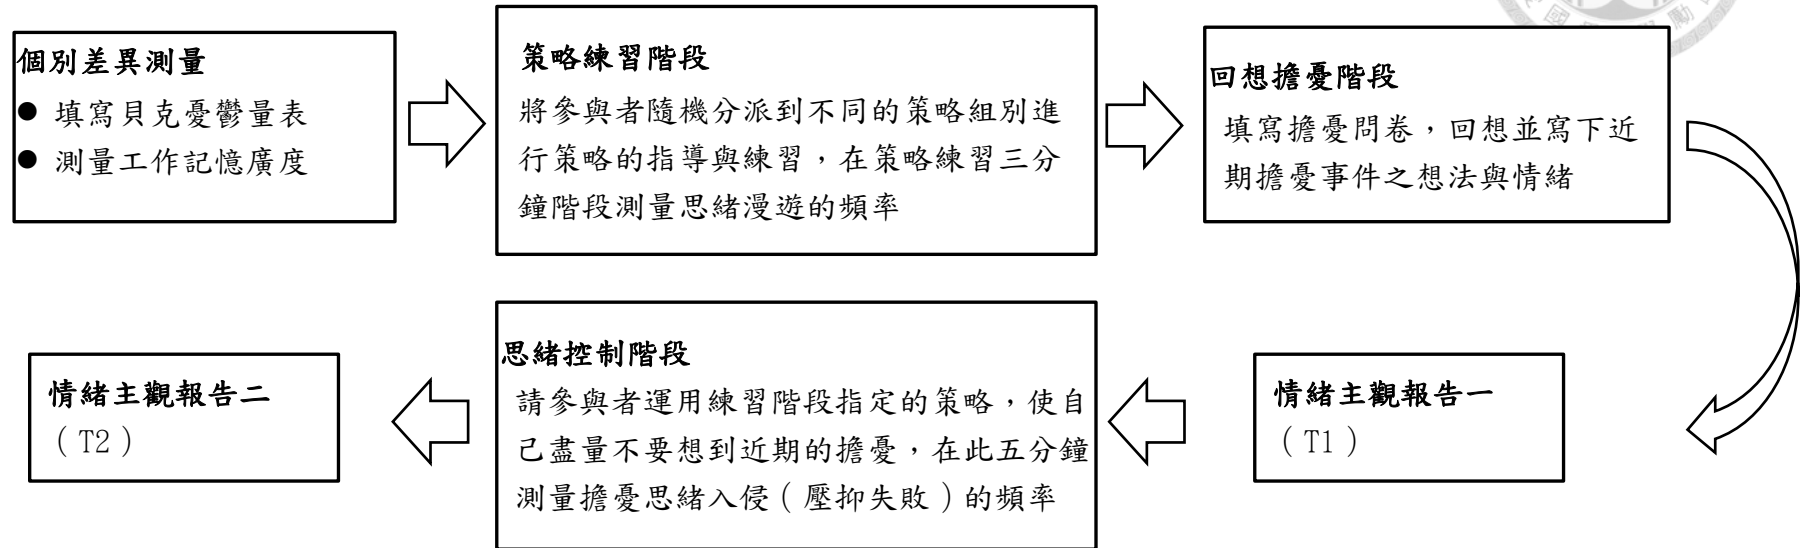 個別差異測量
● 填寫貝克憂鬱量表
● 測量工作記憶廣度
策略練習階段
將參與者隨機分派到不同的策略組別進
行策略的指導與練習，在策略練習三分
鐘階段測量思緒漫遊的頻率
回想擔憂階段
填寫擔憂問卷，回想並寫下近
期擔憂事件之想法與情緒
情緒主觀報告一
（T1）
思緒控制階段
請參與者運用練習階段指定的策略，使自
己盡量不要想到近期的擔憂，在此五分鐘
測量擔憂思緒入侵（壓抑失敗）的頻率
情緒主觀報告二
（T2）